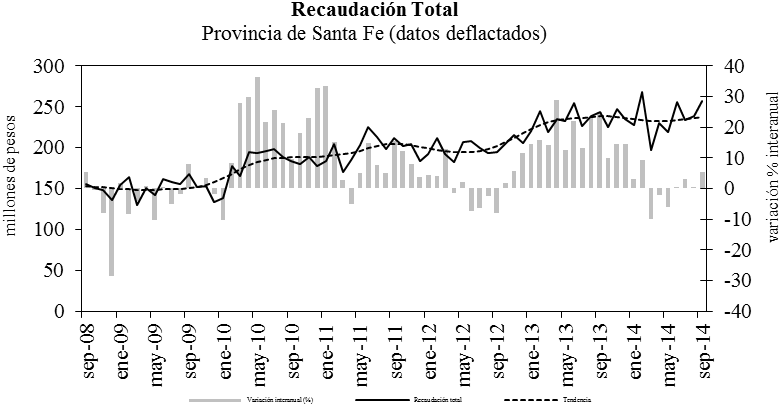 Recaudación Total
Provincia de Santa Fe (datos deflactados)
300
250
200
150
100
50
0
millones de pesos
40
30
20
10
0
-10
-20
-30
-40
variación % interanual
sep-08
ene-09
may-09
sep-09
ene-10
may-10
sep-10
ene-11
may-11
sep-11
ene-12
may-12
sep-12
ene-13
may-13
sep-13
ene-14
may-14
sep-14
Variación interanual (%)
Recaudación total
Tendencia